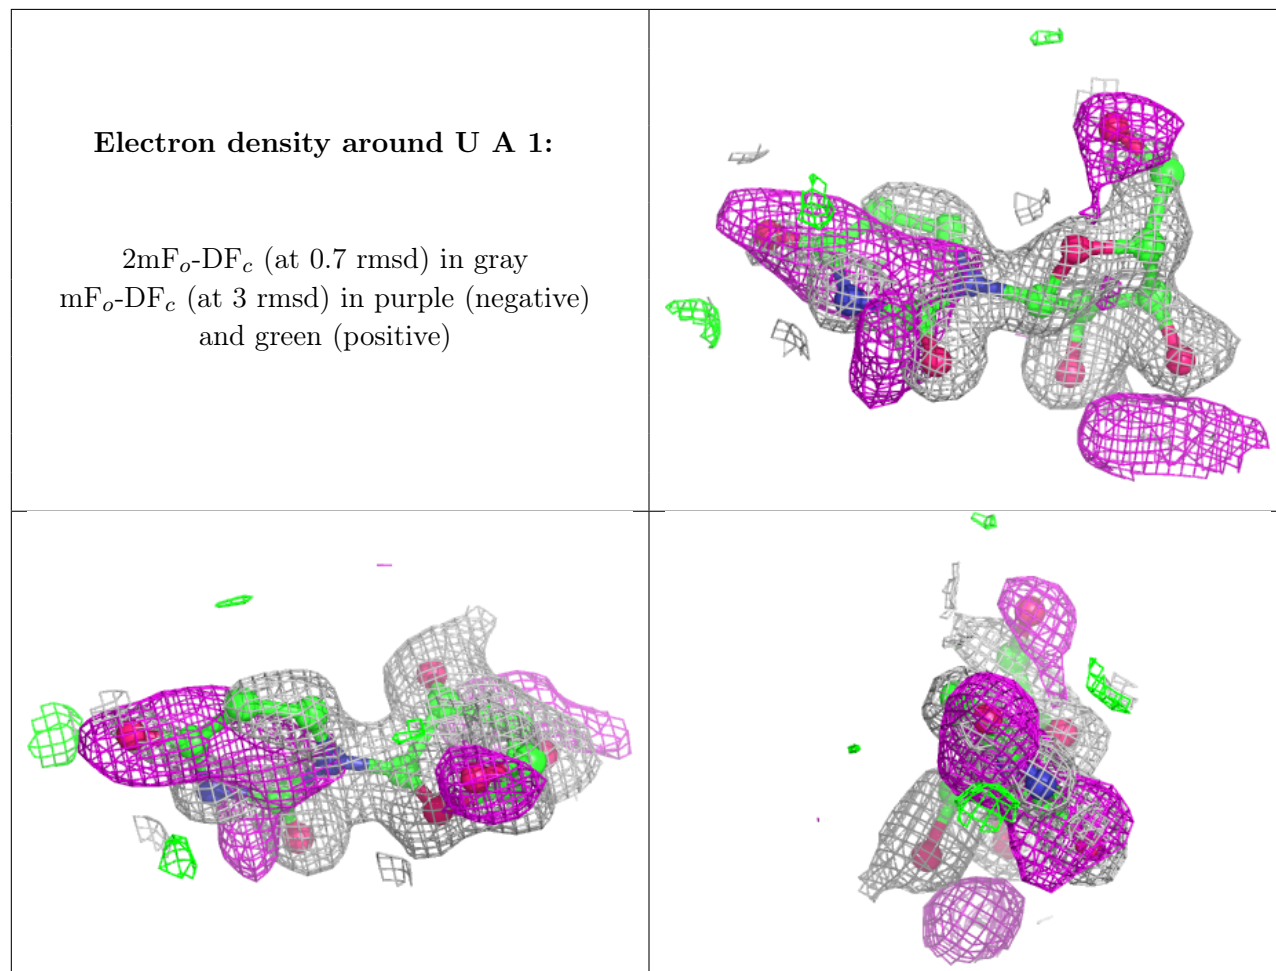 Electron density around U A 1:
2mFo-DFc (at 0.7 rmsd) in gray
mFo-DFc (at 3 rmsd) in purple (negative)
and green (positive)